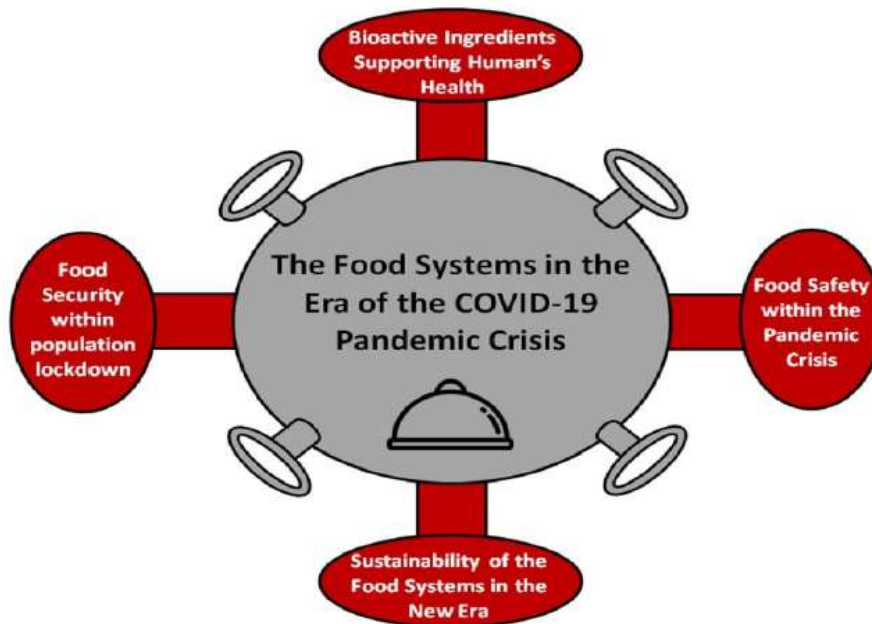 Bioactive Ingredients
Supporting Human's
Health
The Food Systems in the
Era of the COVID-19
Pandemic Crisis
Food
Security
within
population
lockdown
Food Safety
within the
Pandemic
Crisis
Sustainability of the
Food Systems in the
New Era